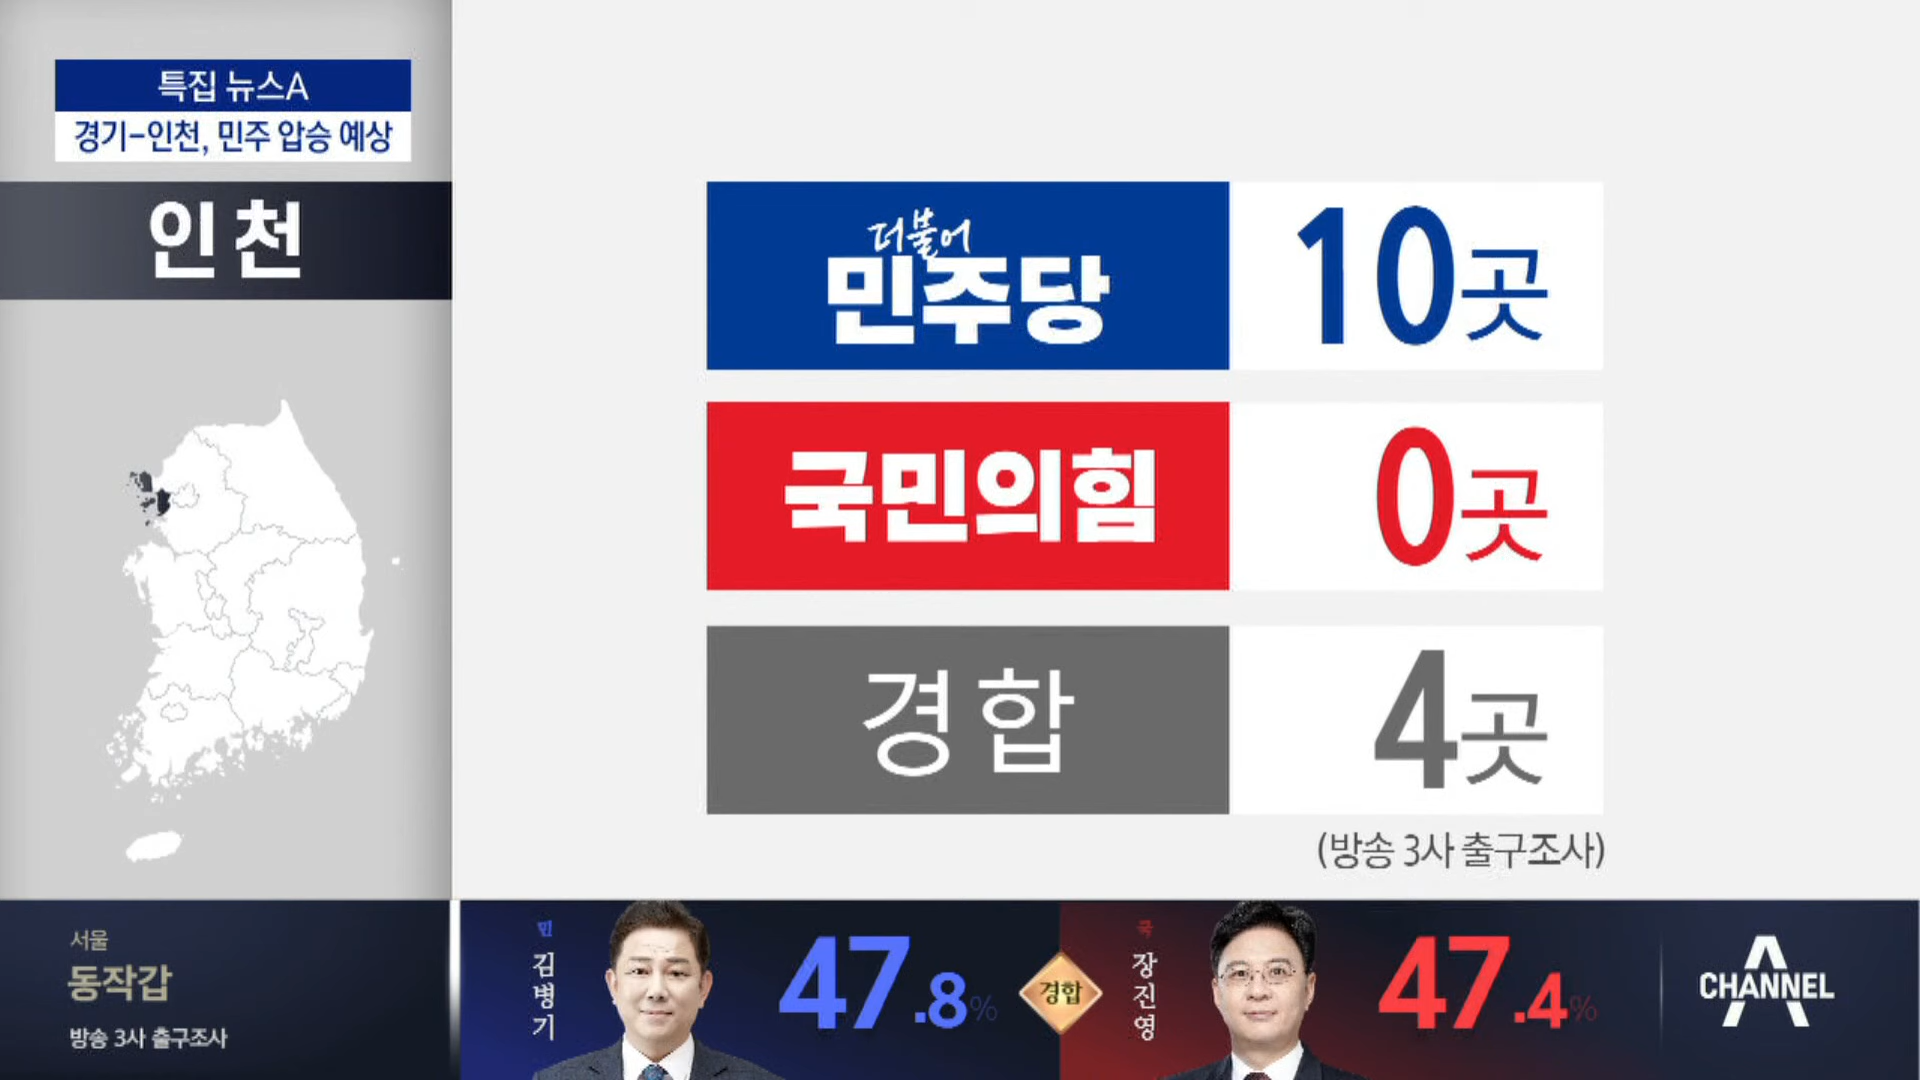 특집 뉴스A
경기-인천, 민주 압승 예상
인천
더불어
민주당
10곳
국민의힘
0곳
경합
4곳
(방송 3사 출구조사)
서울
동작갑
방송 3사 출구조사
민
김병기
47.8%
경합
국
장진영
47.4%
CHANNEL A